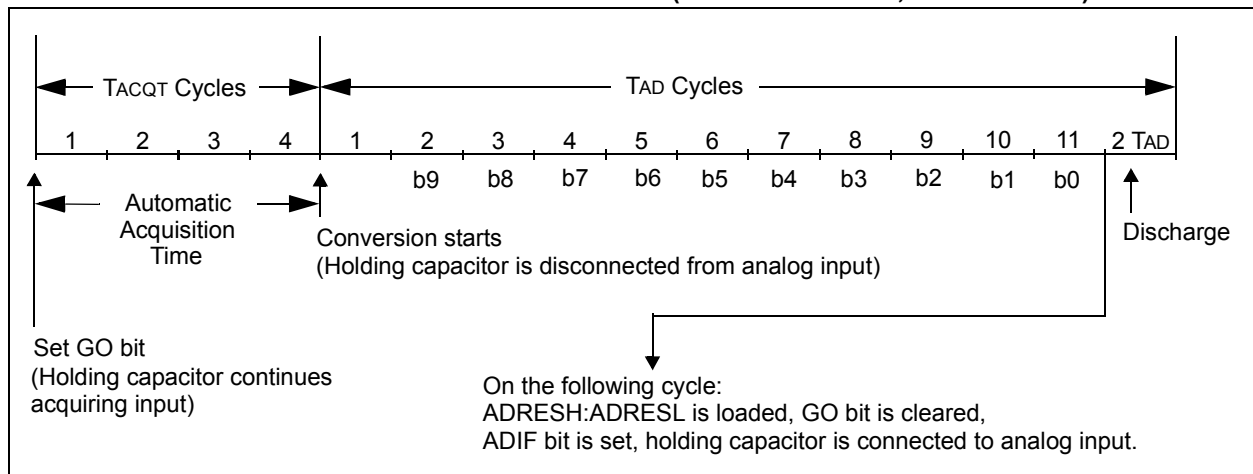 TACQT Cycles TAD Cycles
1 2 3 4 1 2 3 4 5 6 7 8 9 10 11 2 TAD
b9 b8 b7 b6 b5 b4 b3 b2 b1 b0
Automatic
Acquisition
Time
Conversion starts
(Holding capacitor is disconnected from analog input)
Discharge
Set GO bit
(Holding capacitor continues
acquiring input)
On the following cycle:
ADRESH:ADRESL is loaded, GO bit is cleared,
ADIF bit is set, holding capacitor is connected to analog input.